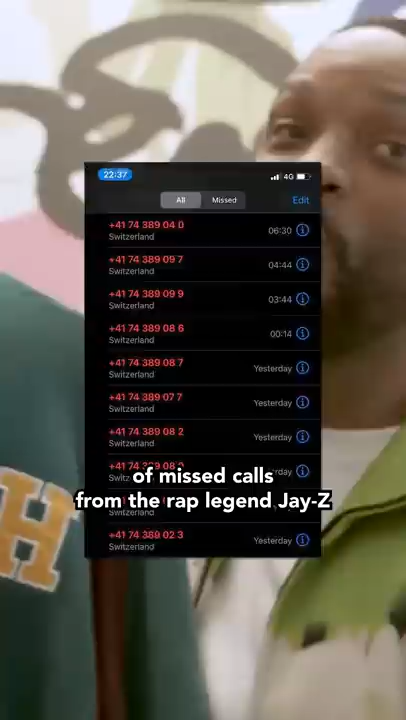 22:37
4G
All
Missed
Edit
+41 74 389 04 0
Switzerland
06:30
+41 74 389 09 7
Switzerland
04:44
+41 74 389 09 9
Switzerland
03:44
+41 74 389 08 6
Switzerland
00:14
+41 74 389 08 7
Switzerland
Yesterday
+41 74 389 07 7
Switzerland
Yesterday
+41 74 389 08 2
Switzerland
Yesterday
Switzerland
of missed calls
from the rap legend Jay-Z
Switzerland
+41 74 389 02 3
Switzerland
Yesterday
H